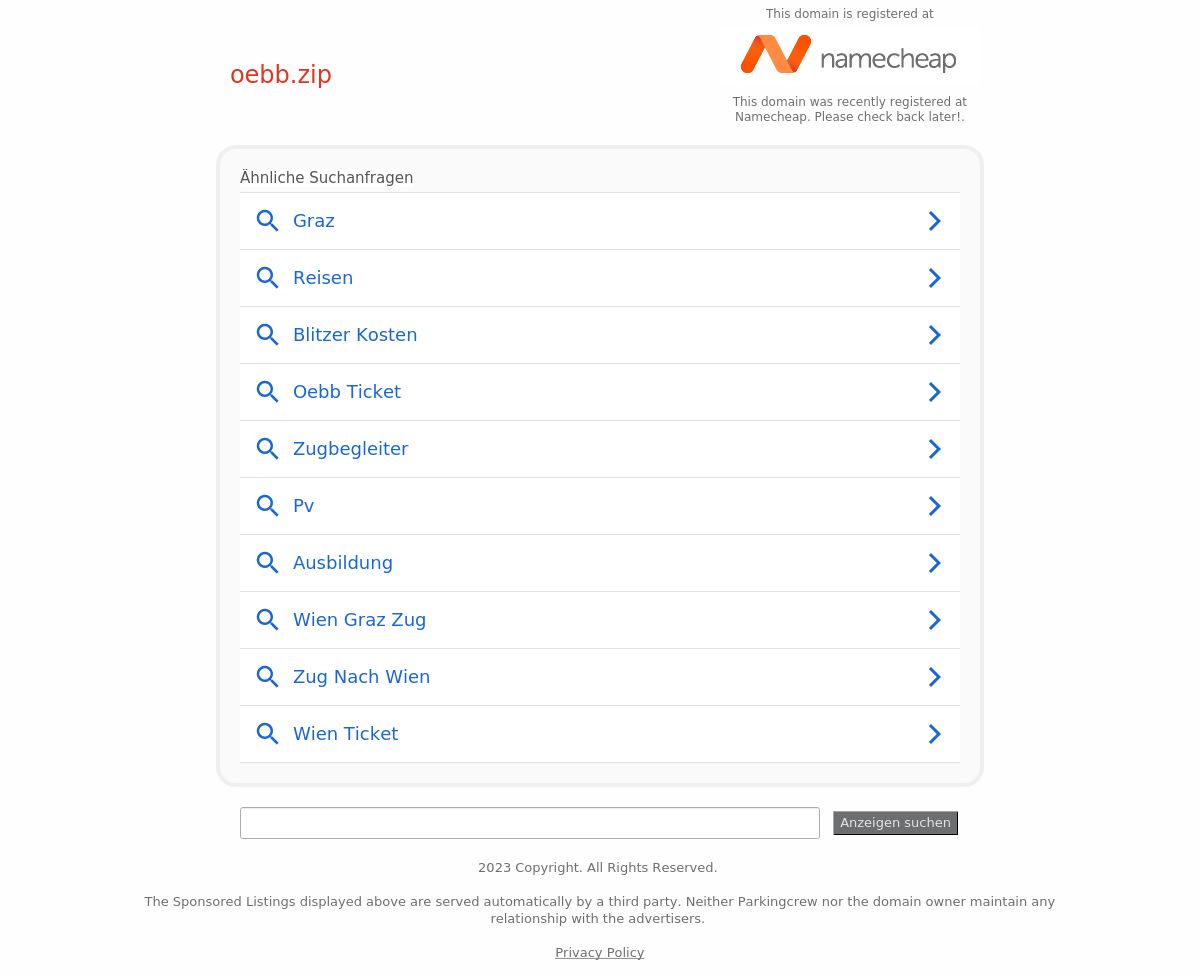 This domain is registered at
namecheap
oebb.zip
This domain was recently registered at
Namecheap. Please check back later!.
Ähnliche Suchanfragen
Graz
Reisen
Blitzer Kosten
Oebb Ticket
Zugbegleiter
Pv
Ausbildung
Wien Graz Zug
Zug Nach Wien
Wien Ticket
Anzeigen suchen
2023 Copyright. All Rights Reserved.
The Sponsored Listings displayed above are served automatically by a third party. Neither Parkingcrew nor the domain owner maintain any
relationship with the advertisers.
Privacy Policy